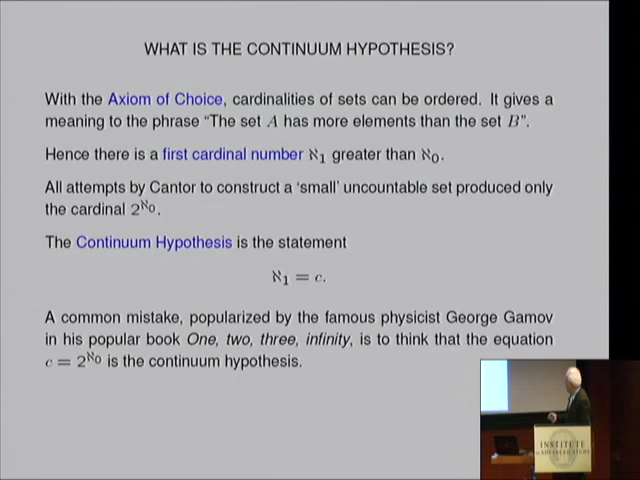 WHAT IS THE CONTINUUM HYPOTHESIS?
With the Axiom of Choice, cardinalities of sets can be ordered. It gives a
meaning to the phrase “The set A has more elements than the set B”.
Hence there is a first cardinal number ℵ₁ greater than ℵ₀.
All attempts by Cantor to construct a ‘small’ uncountable set produced only
the cardinal 2^ℵ₀.
The Continuum Hypothesis is the statement
ℵ₁ = c.
A common mistake, popularized by the famous physicist George Gamov
in his popular book One, two, three, infinity, is to think that the equation
c = 2^ℵ₀ is the continuum hypothesis.
INSTITUTE
for ADVANCED STUDY